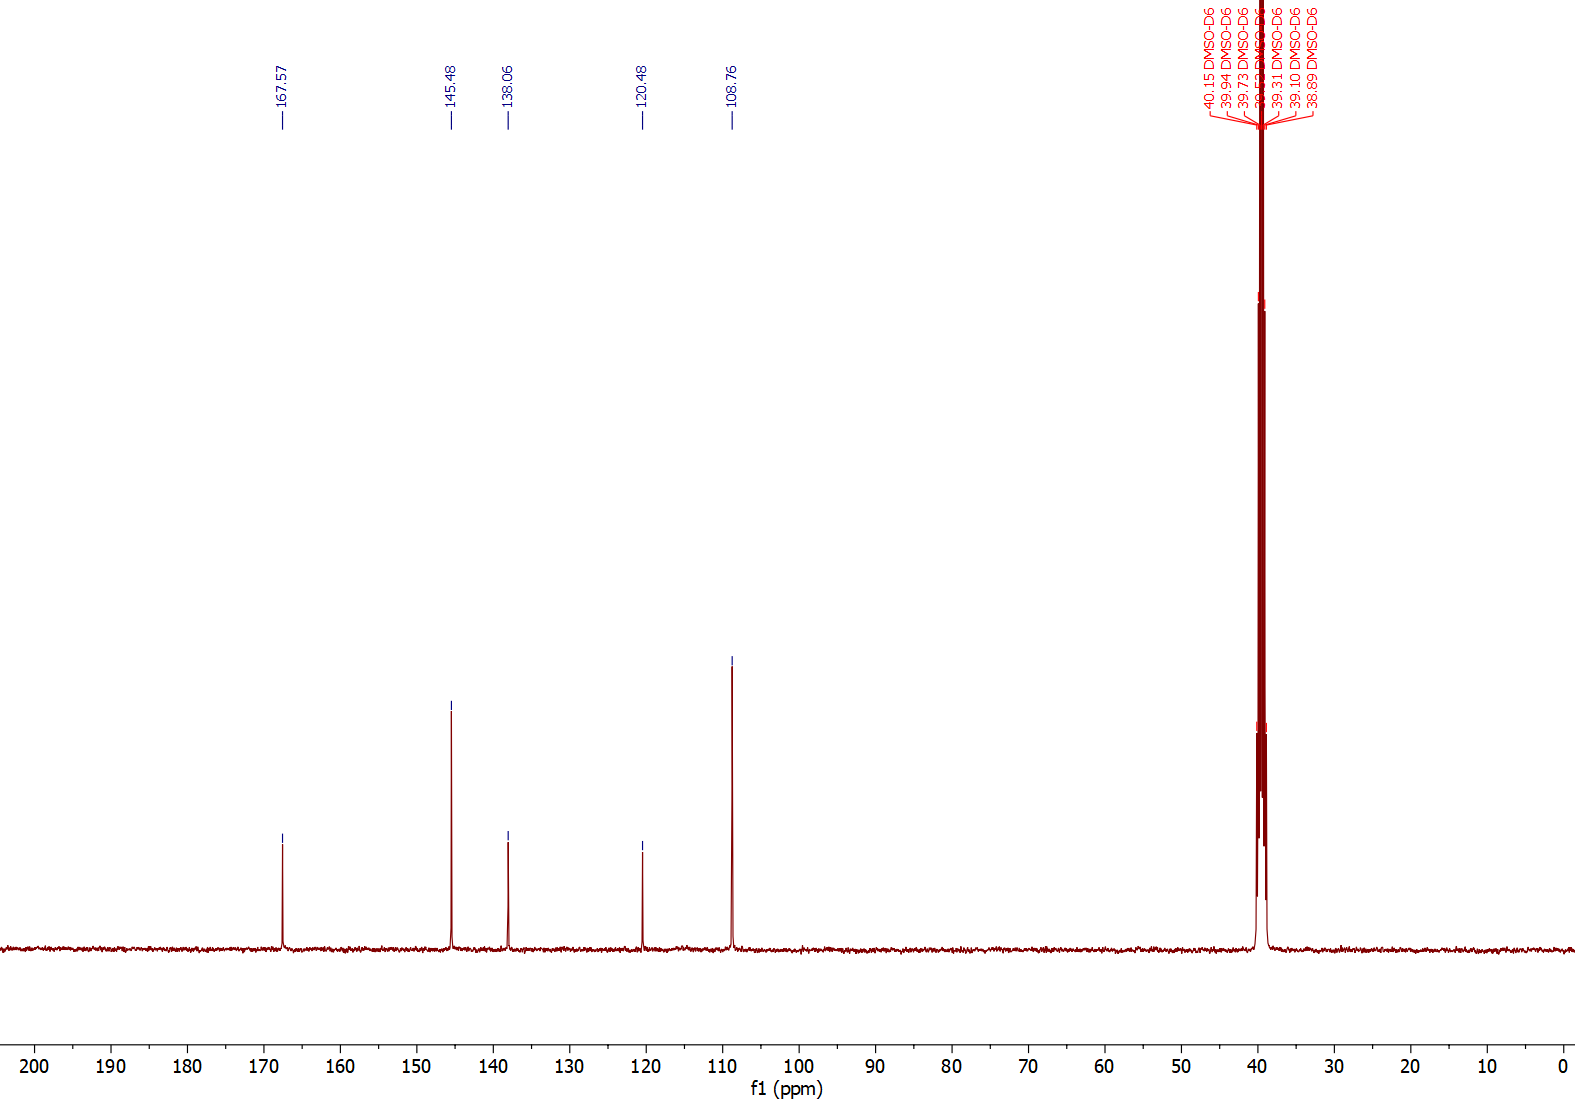 167.57
145.48
138.06
120.48
108.76
40.15 DMSO-D6
39.94 DMSO-D6
39.73 DMSO-D6
39.31 DMSO-D6
39.10 DMSO-D6
38.89 DMSO-D6
200 190 180 170 160 150 140 130 120 110 100 90 80 70 60 50 40 30 20 10 0
f1 (ppm)